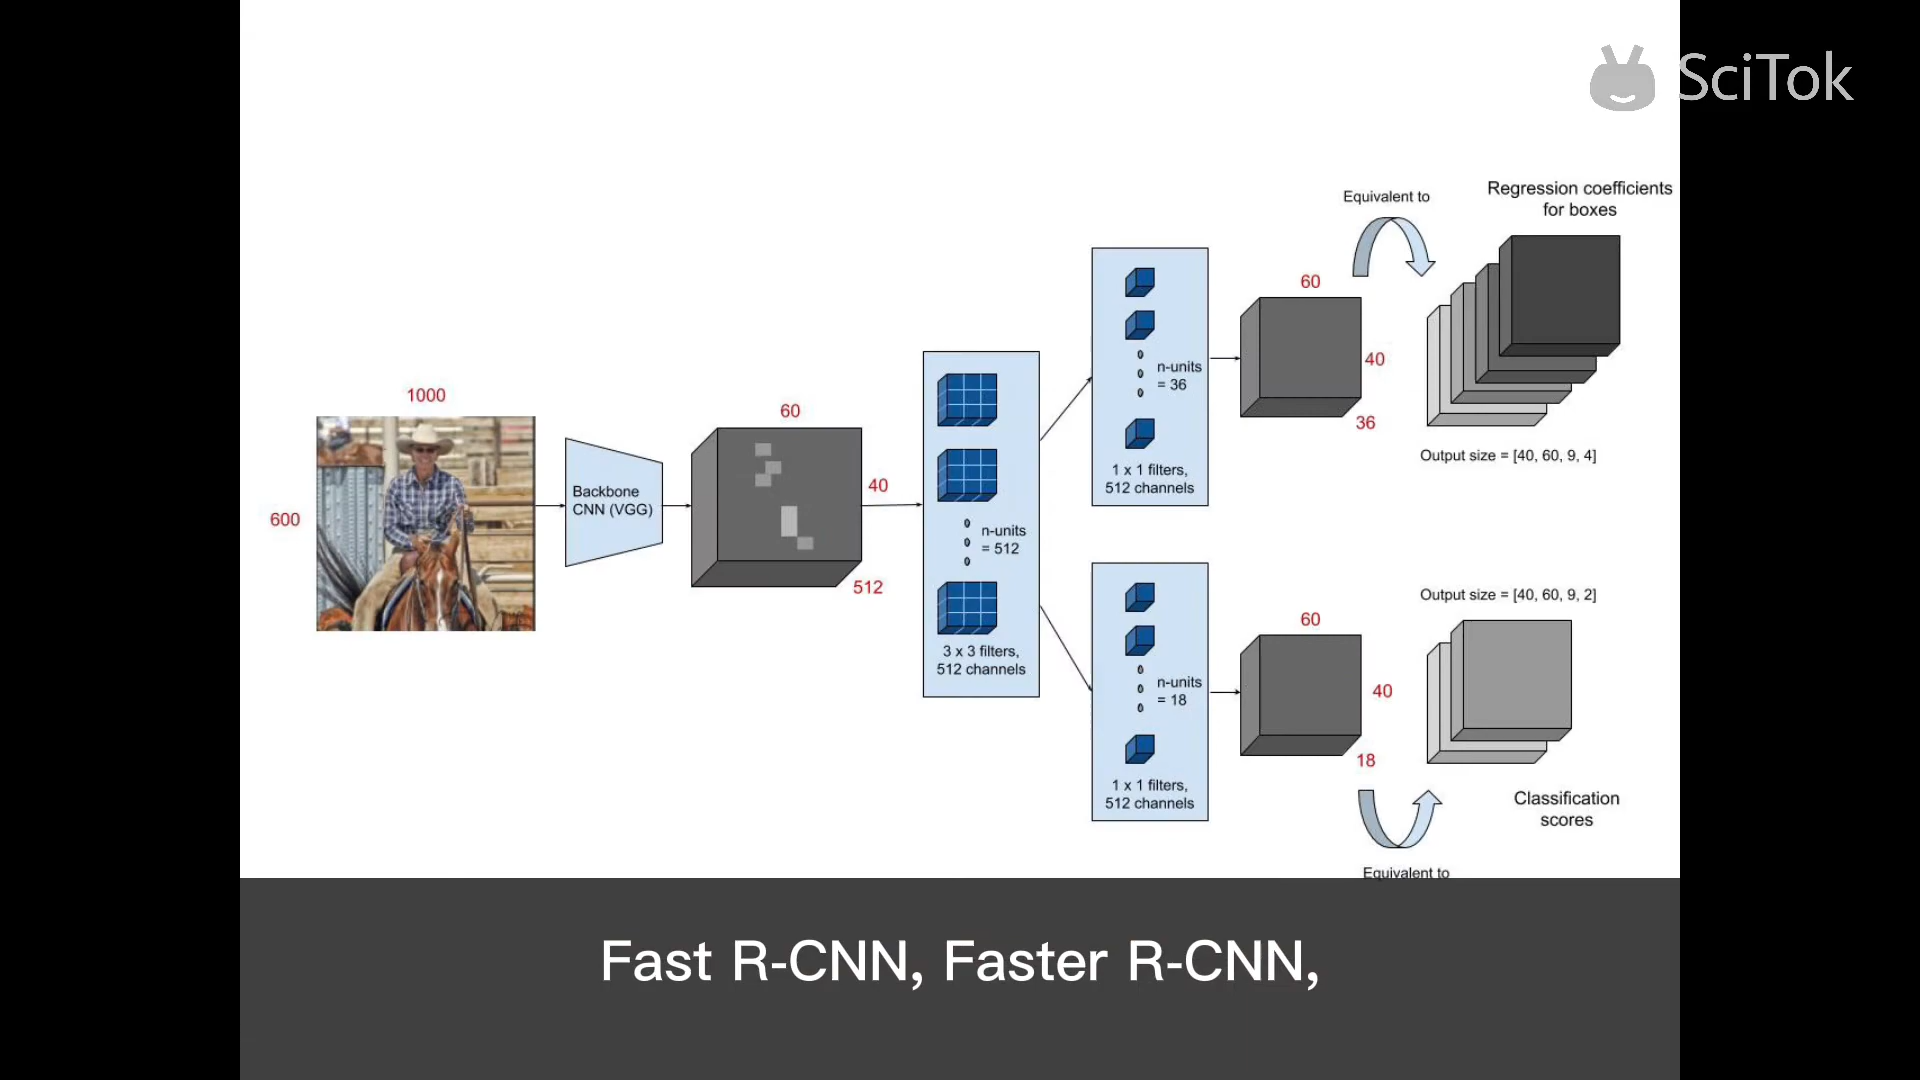 SciTok
Equivalent to
Regression coefficients
for boxes
60
n-units
= 36
40
36
1 x 1 filters,
512 channels
Output size = [40, 60, 9, 4]
1000
600
Backbone
CNN (VGG)
60
40
512
n-units
= 512
3 x 3 filters,
512 channels
Output size = [40, 60, 9, 2]
60
n-units
= 18
40
18
1 x 1 filters,
512 channels
Classification
scores
Equivalent to
Fast R-CNN, Faster R-CNN,